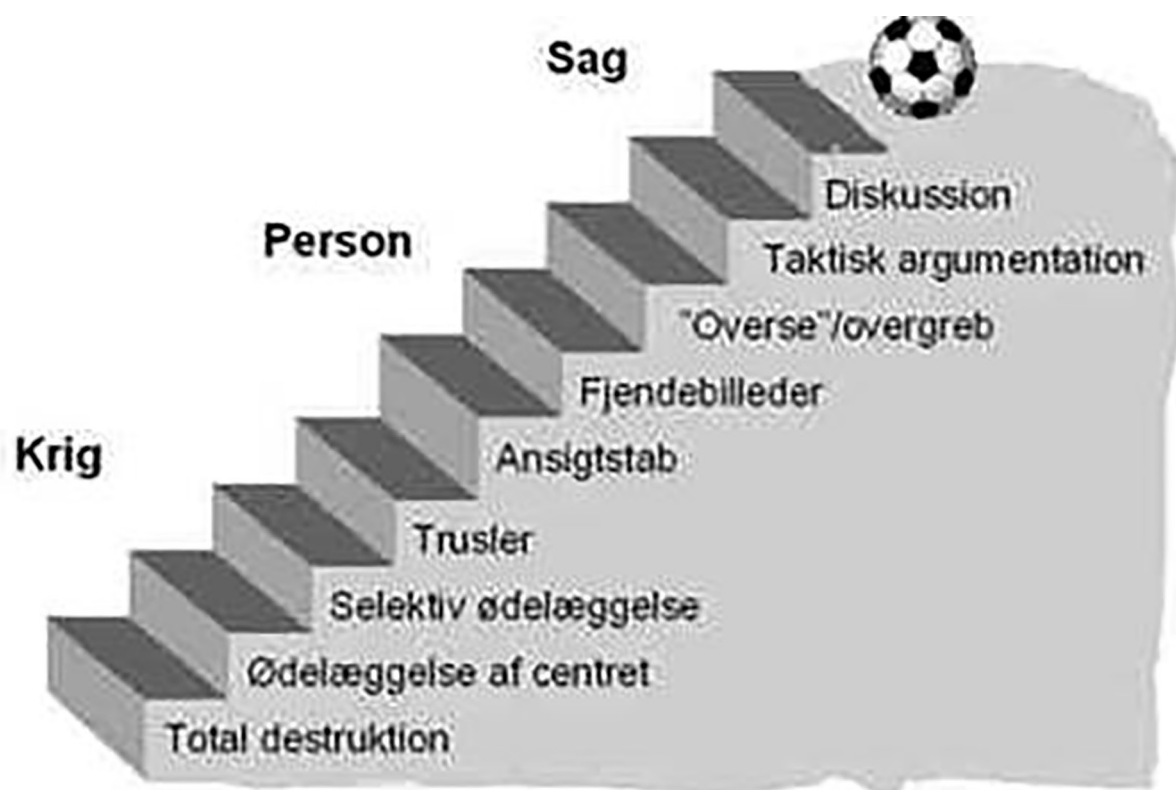 Sag
Diskussion
Taktisk argumentation
Person
"Overse"/overgreb
Fjendebilleder
Krig
Ansigtstab
Trusler
Selektiv ødelæggelse
Ødelæggelse af centret
Total destruktion